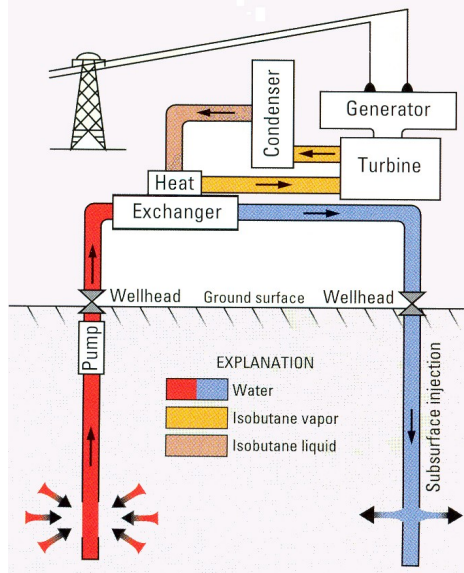 Generator
Condenser
Turbine
Heat
Exchanger
Wellhead
Ground surface
Wellhead
Pump
EXPLANATION
Water
Isobutane vapor
Isobutane liquid
Subsurface injection